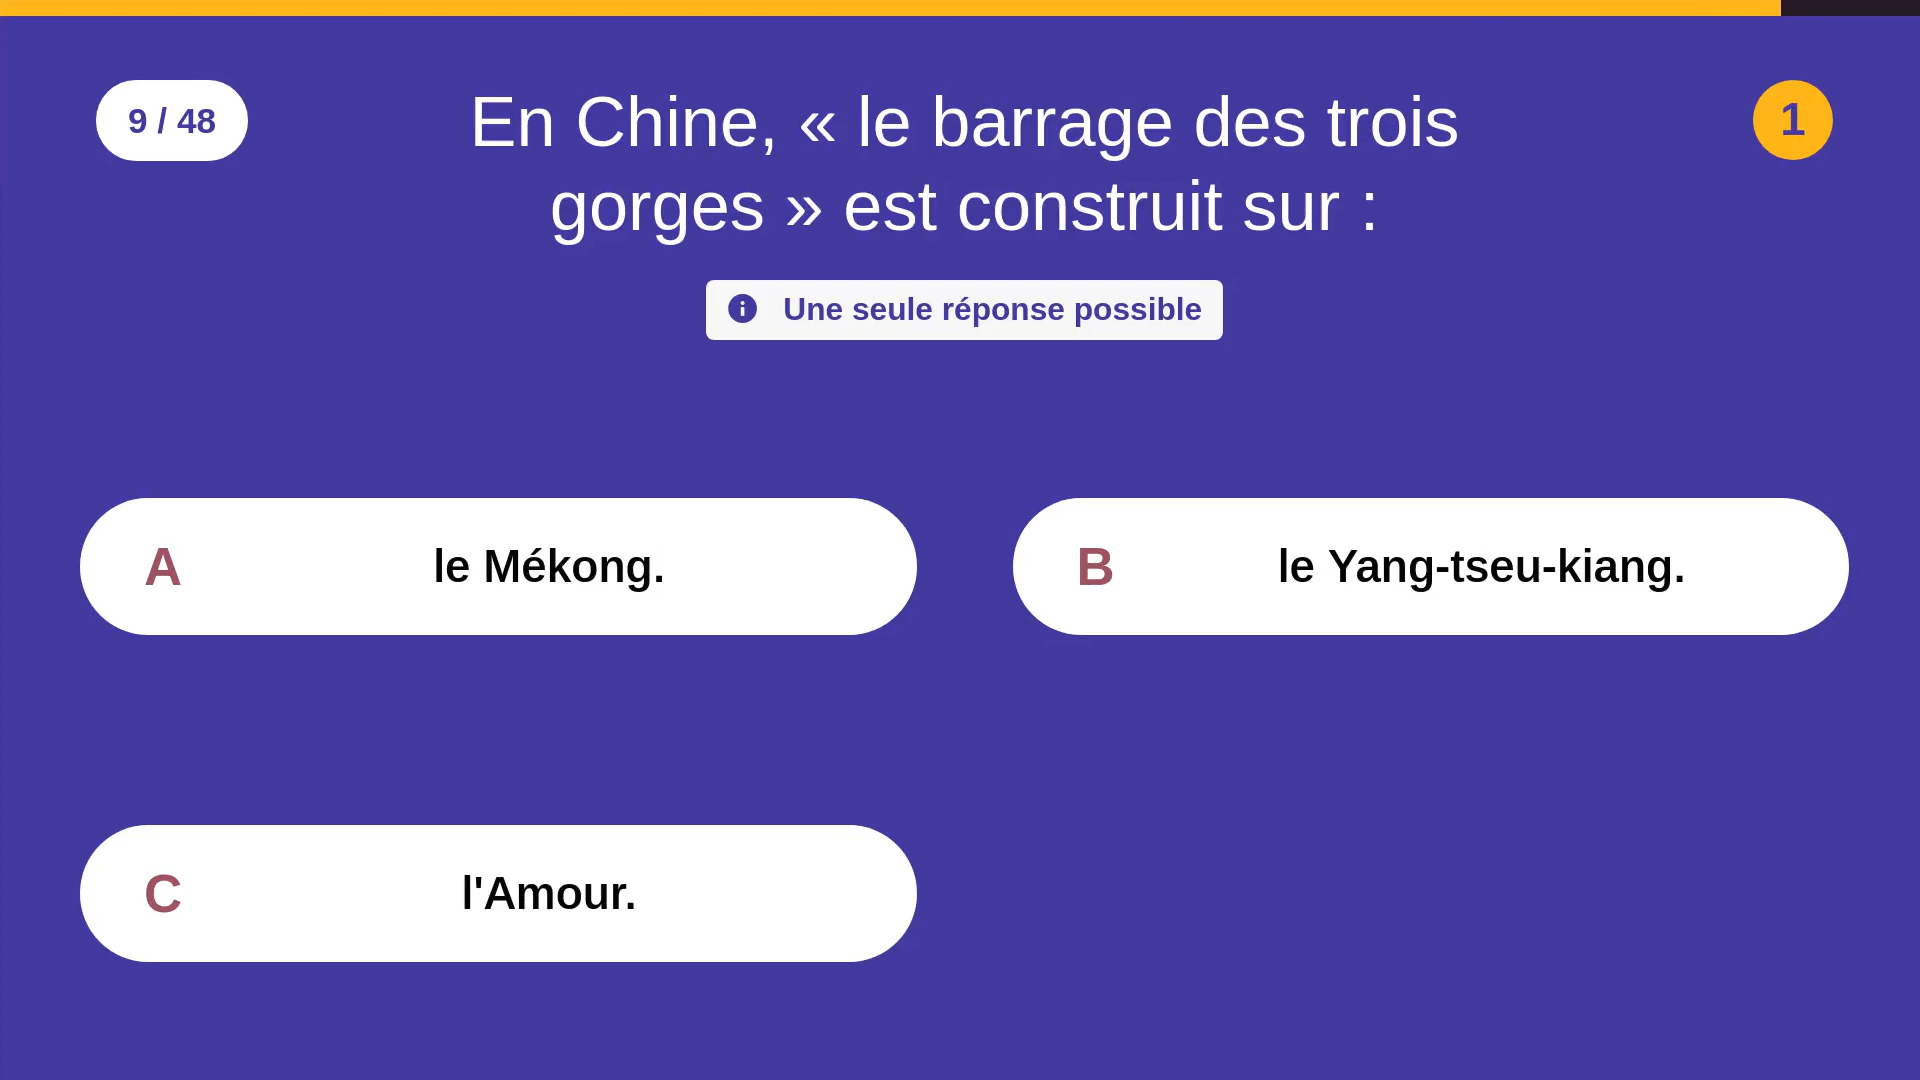 9 / 48
En Chine, « le barrage des trois
gorges » est construit sur :
1
Une seule réponse possible
A le Mékong.
B le Yang-tseu-kiang.
C l'Amour.